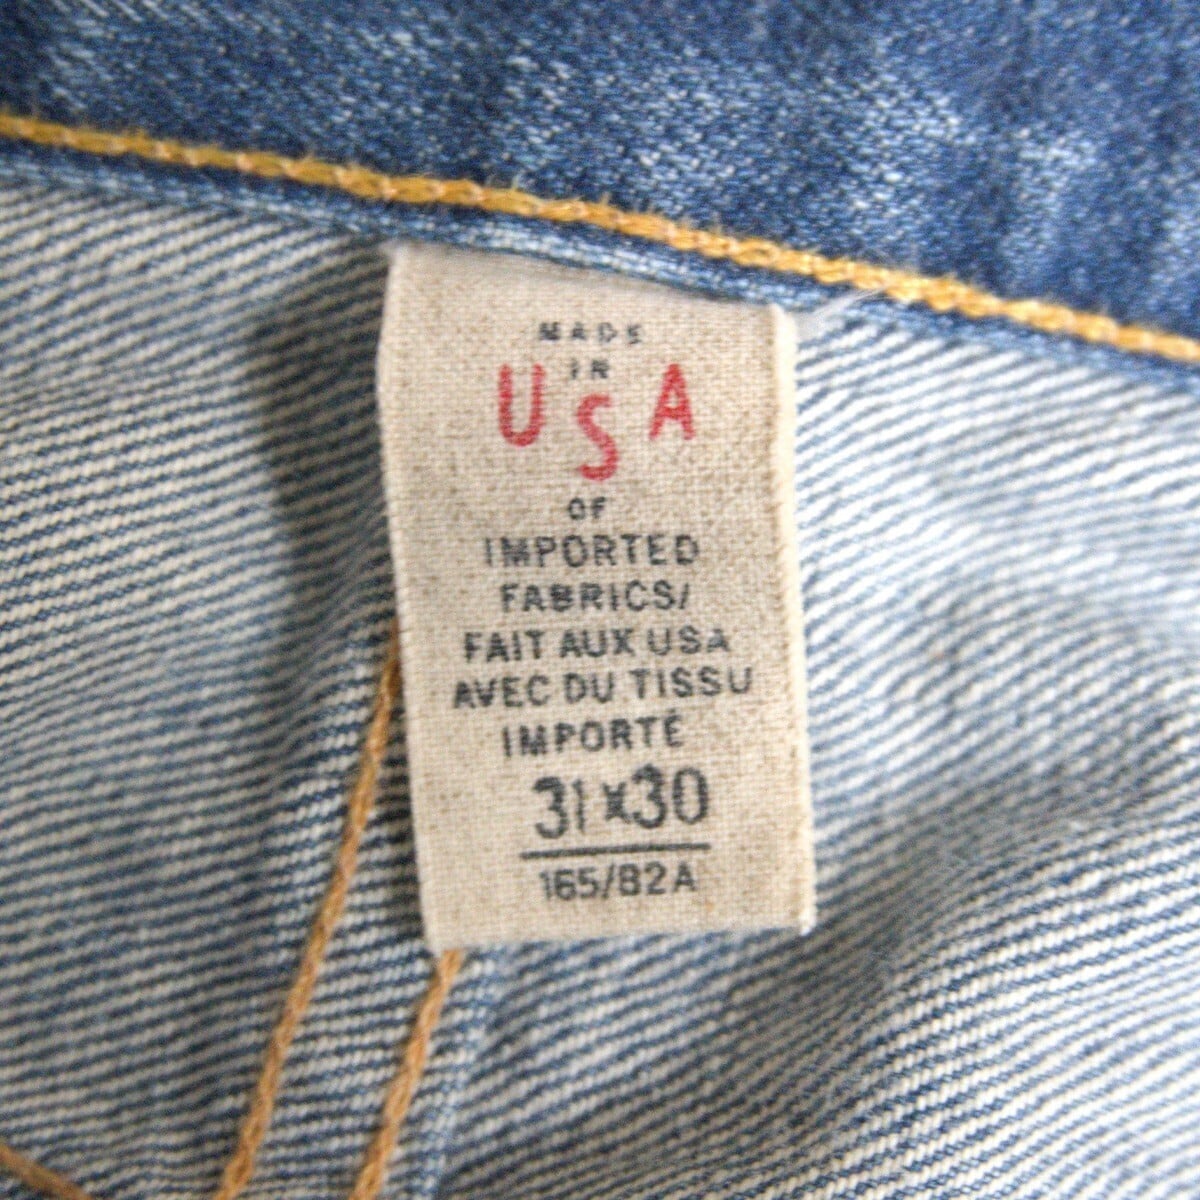 MADE
IN
USA
OF
IMPORTED
FABRICS/
FAIT AUX USA
AVEC DU TISSU
IMPORTÉ
31x30
165/82A